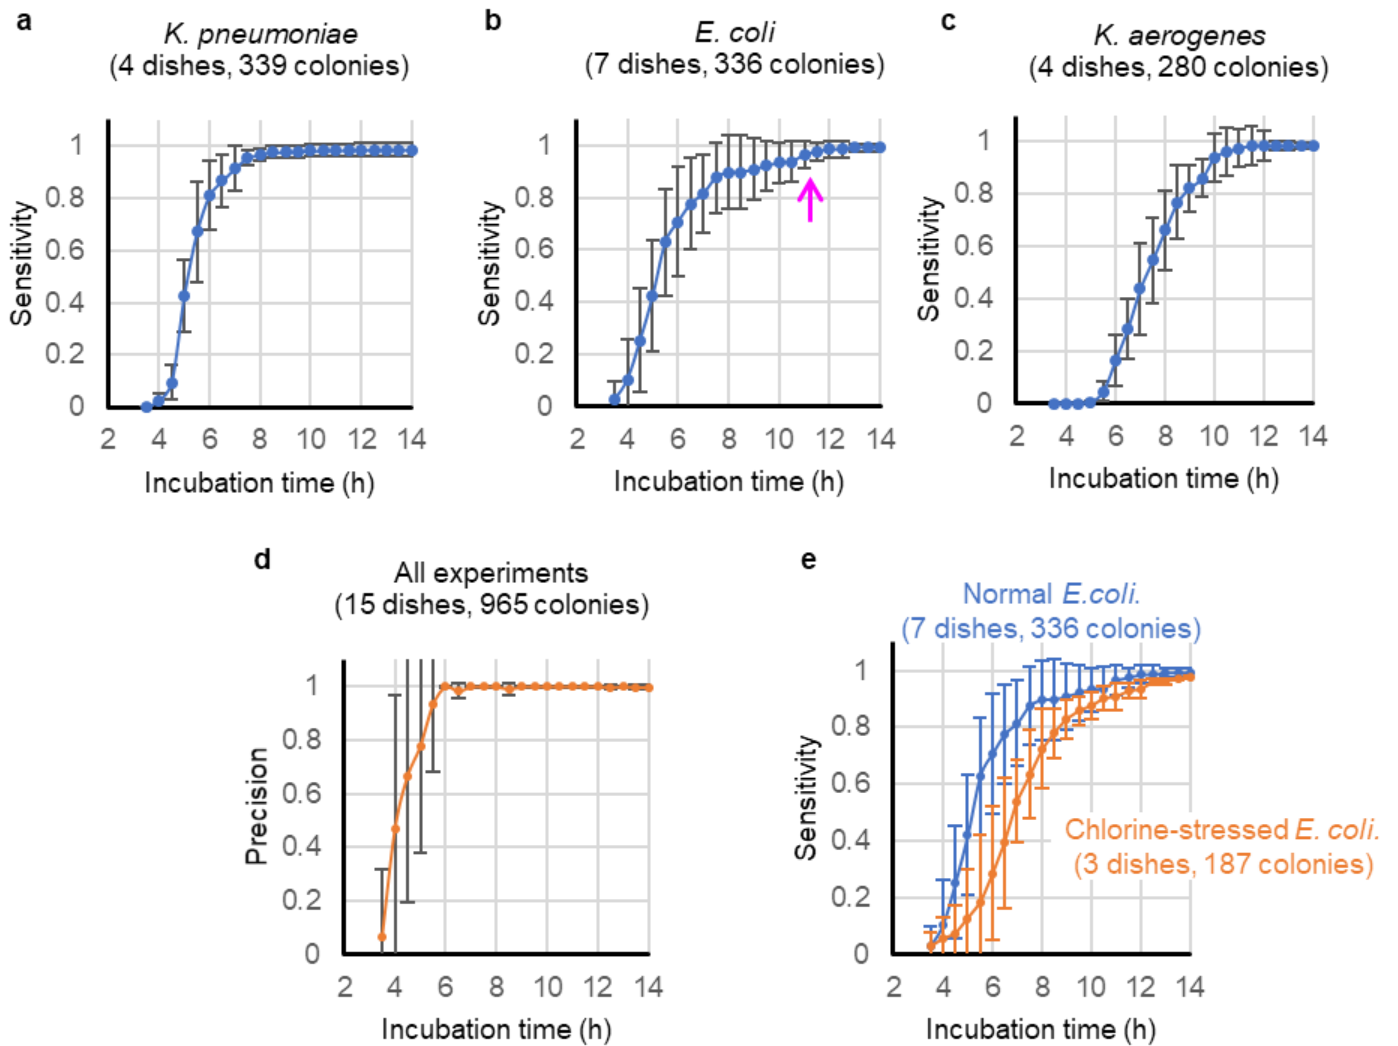 a
K. pneumoniae
(4 dishes, 339 colonies)
Sensitivity
1
0.8
0.6
0.4
0.2
0
2 4 6 8 10 12 14
Incubation time (h)
b
E. coli
(7 dishes, 336 colonies)
Sensitivity
1
0.8
0.6
0.4
0.2
0
2 4 6 8 10 12 14
Incubation time (h)
c
K. aerogenes
(4 dishes, 280 colonies)
Sensitivity
1
0.8
0.6
0.4
0.2
0
2 4 6 8 10 12 14
Incubation time (h)
d
All experiments
(15 dishes, 965 colonies)
Precision
1
0.8
0.6
0.4
0.2
0
2 4 6 8 10 12 14
Incubation time (h)
e
Normal E.coli.
(7 dishes, 336 colonies)
Sensitivity
1
0.8
0.6
0.4
0.2
0
Chlorine-stressed E. coli.
(3 dishes, 187 colonies)
2 4 6 8 10 12 14
Incubation time (h)